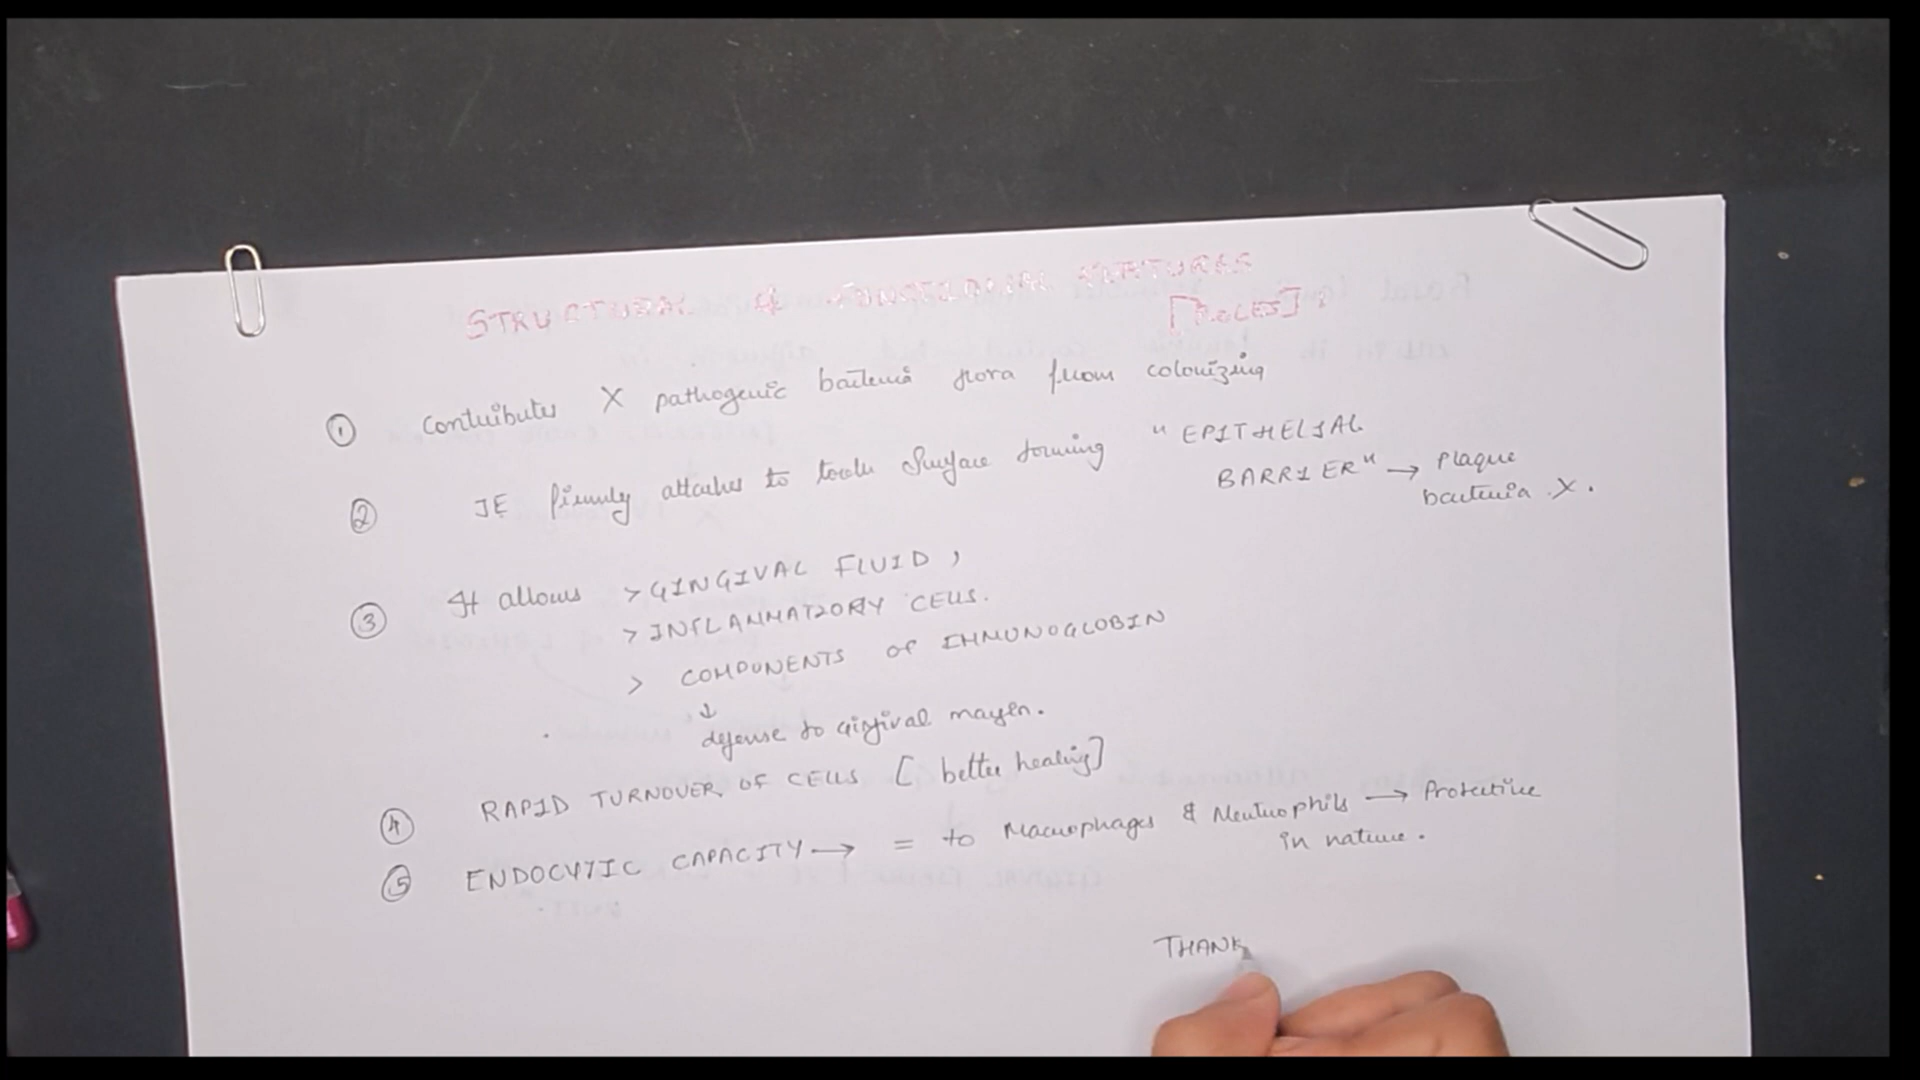 STRUCTURAL & FUNCTIONAL FEATURES
[ROLES]:
① Contributes X pathogenic bacteria flora from colonizing
② JE firmly attaches to tooth surface forming "EPITHELIAL
BARRIER" → Plaque
bacteria X.
③ It allows > GINGIVAL FLUID,
> INFLAMMATORY CELLS.
> COMPONENTS OF IMMUNOGLOBIN
↓
defense to gingival margin.
④ RAPID TURNOVER OF CELLS [better healing]
⑤ ENDOCYTIC CAPACITY → = to Macrophages & Neutrophils → Protective
in nature.
THANK